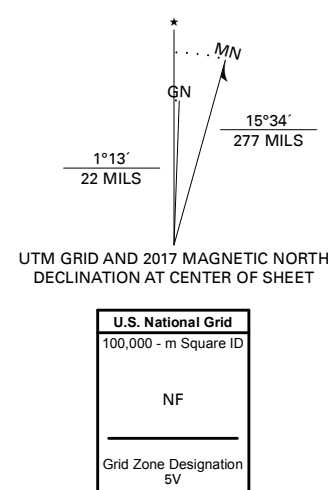 ★
MN
GN
15°34´
277 MILS
1°13´
22 MILS
UTM GRID AND 2017 MAGNETIC NORTH
DECLINATION AT CENTER OF SHEET
U.S. National Grid
100,000 - m Square ID
NF
Grid Zone Designation
5V